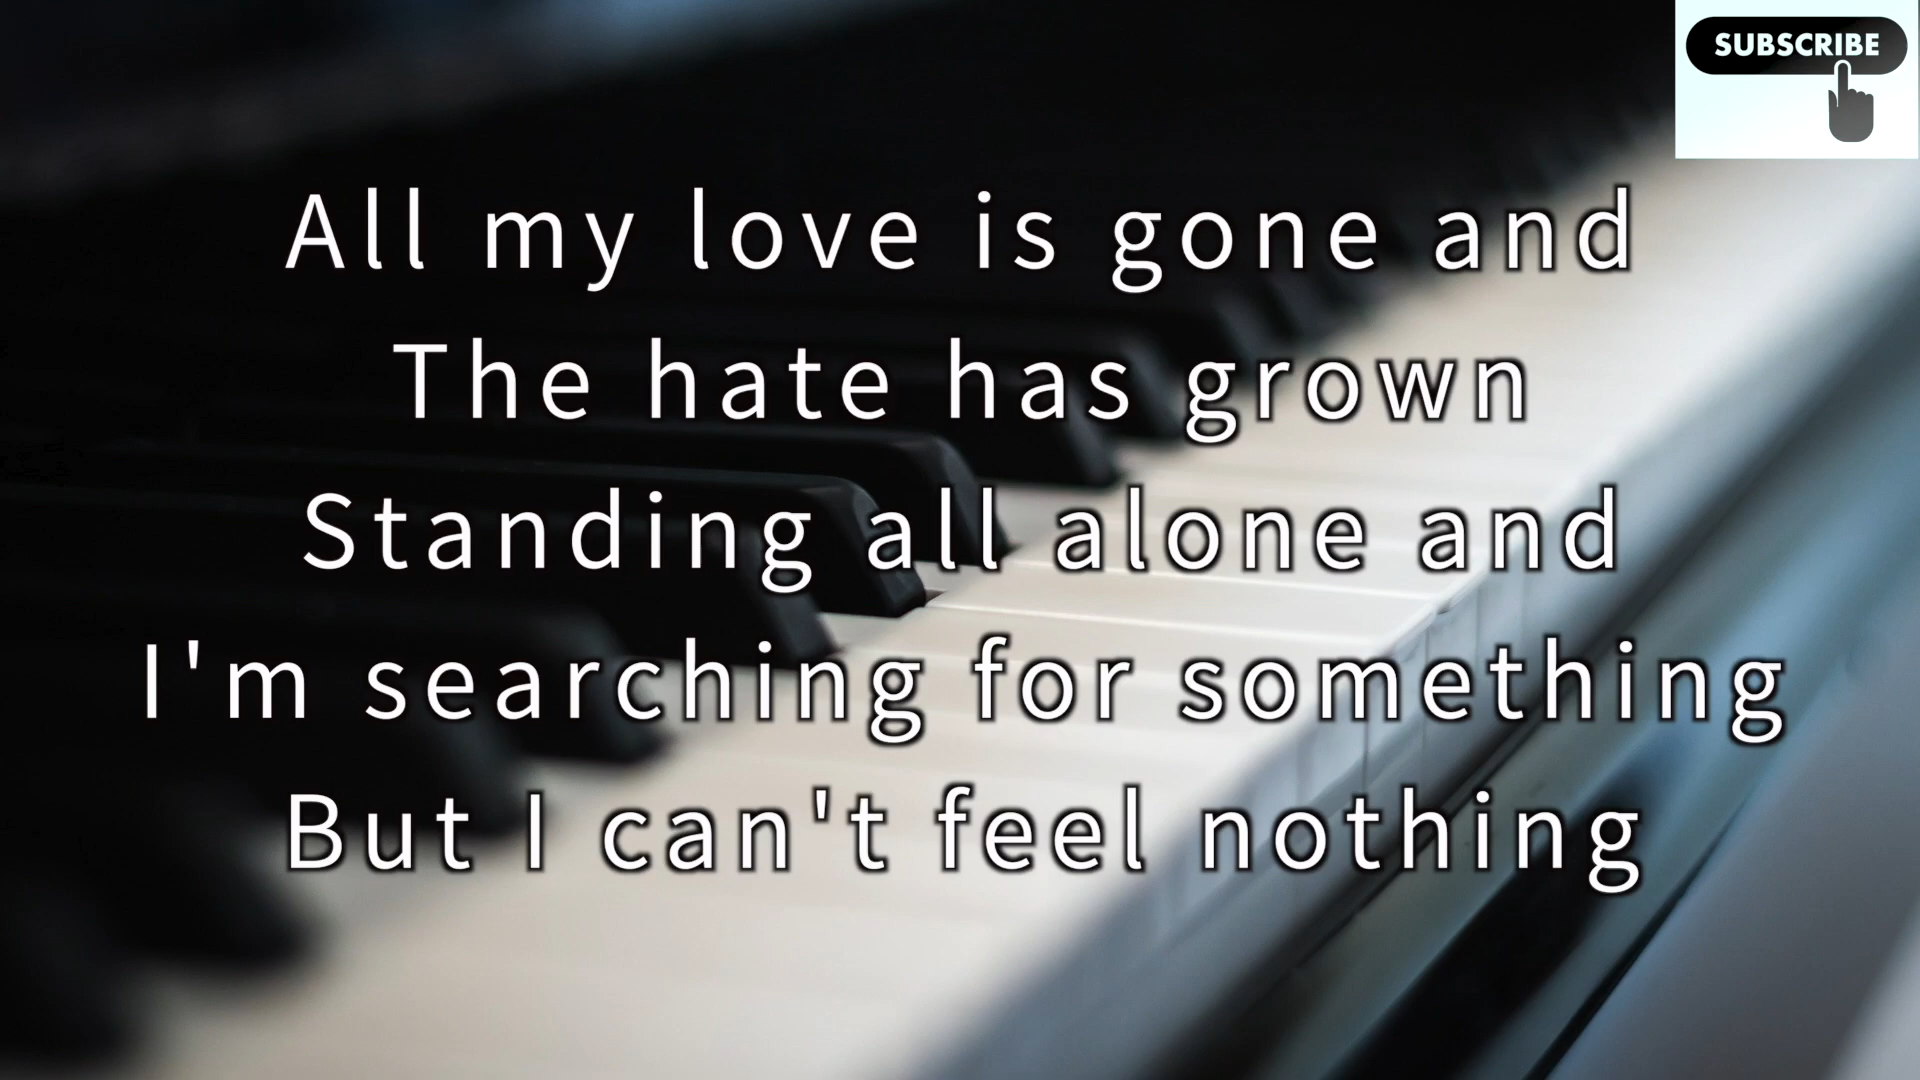 SUBSCRIBE
All my love is gone and
The hate has grown
Standing all alone and
I'm searching for something
But I can't feel nothing